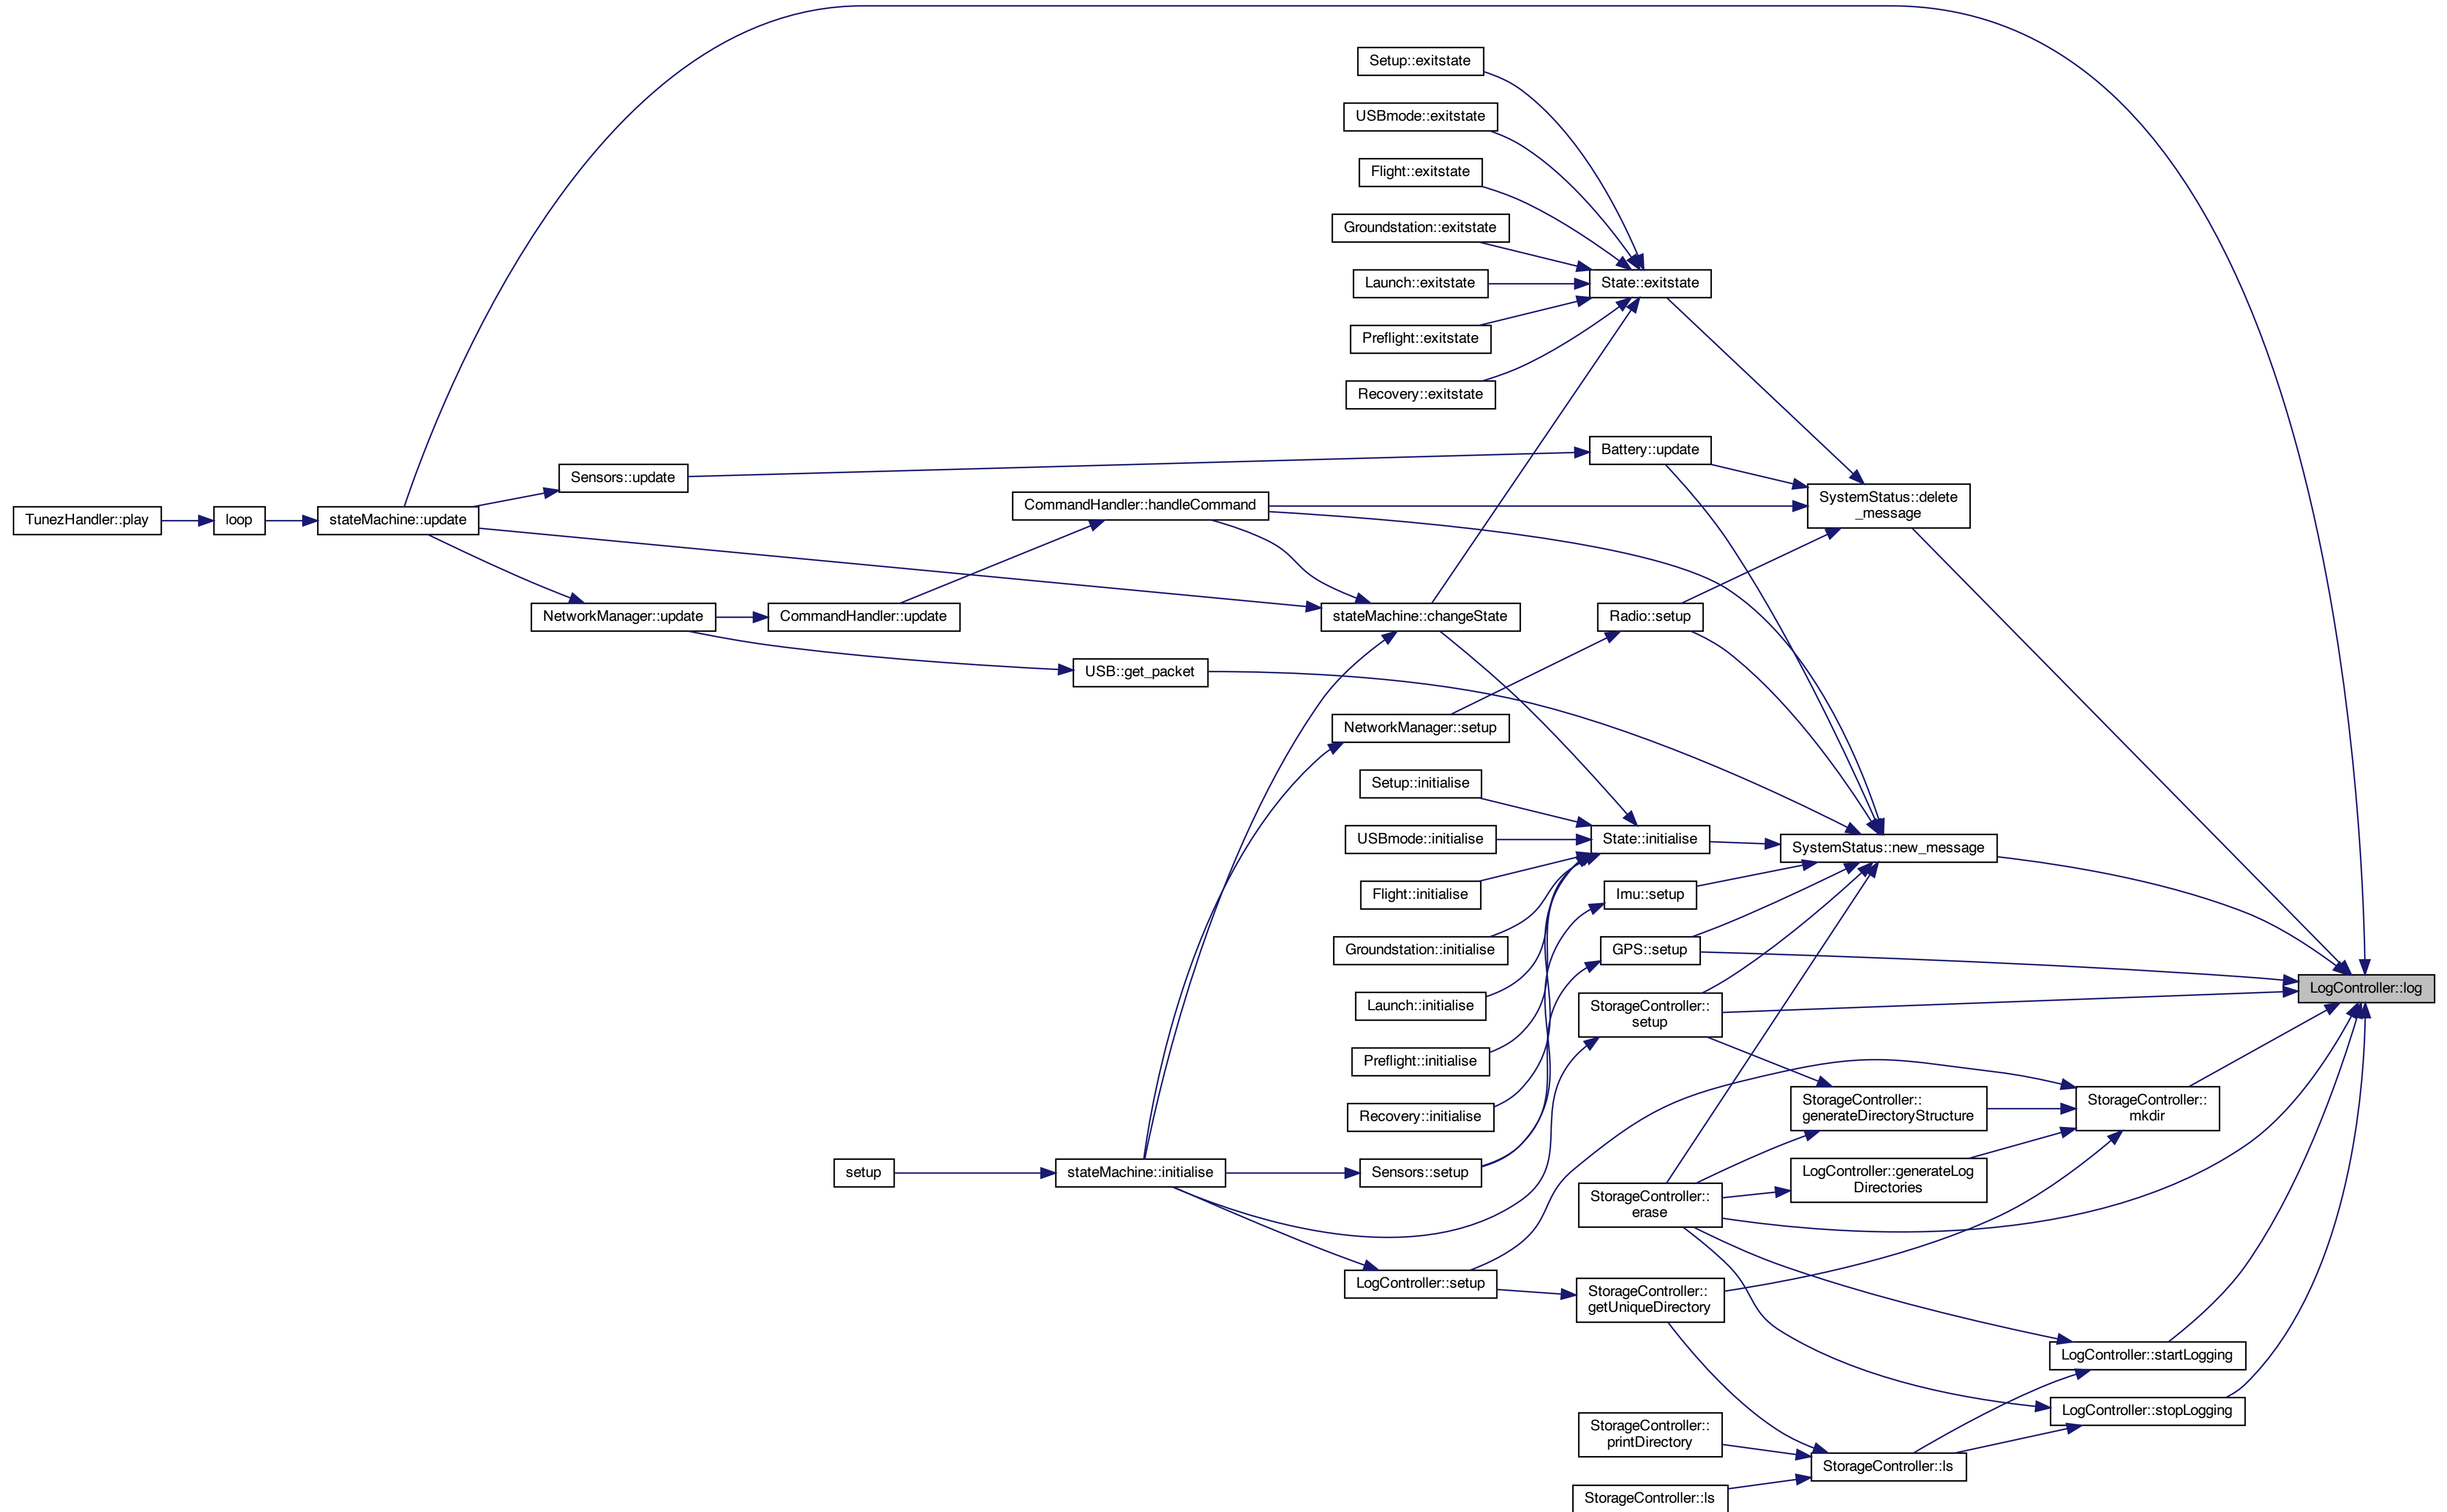 Setup::exitstate
USBmode::exitstate
Flight::exitstate
Groundstation::exitstate
Launch::exitstate
State::exitstate
Preflight::exitstate
Recovery::exitstate
Battery::update
Sensors::update
SystemStatus::delete
_message
CommandHandler::handleCommand
TunezHandler::play
loop
stateMachine::update
NetworkManager::update
CommandHandler::update
stateMachine::changeState
Radio::setup
USB::get_packet
NetworkManager::setup
Setup::initialise
USBmode::initialise
State::initialise
SystemStatus::new_message
Flight::initialise
Imu::setup
Groundstation::initialise
GPS::setup
LogController::log
Launch::initialise
StorageController::
setup
Preflight::initialise
Recovery::initialise
StorageController::
generateDirectoryStructure
StorageController::
mkdir
setup
stateMachine::initialise
Sensors::setup
LogController::generateLog
Directories
StorageController::
erase
LogController::setup
StorageController::
getUniqueDirectory
LogController::startLogging
LogController::stopLogging
StorageController::
printDirectory
StorageController::ls
StorageController::ls